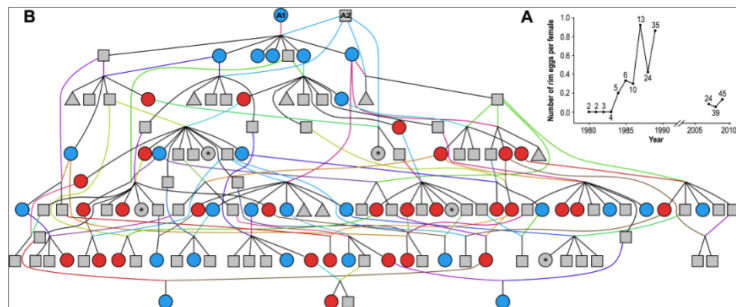 B
A1
A2
A
Number of rim eggs per female
1.0
0.8
0.6
0.4
0.2
0.0
2 2 3 4 5 6 10 13 24 35
24 39 45
1980 1985 1990 2005 2010
Year
* * * * *